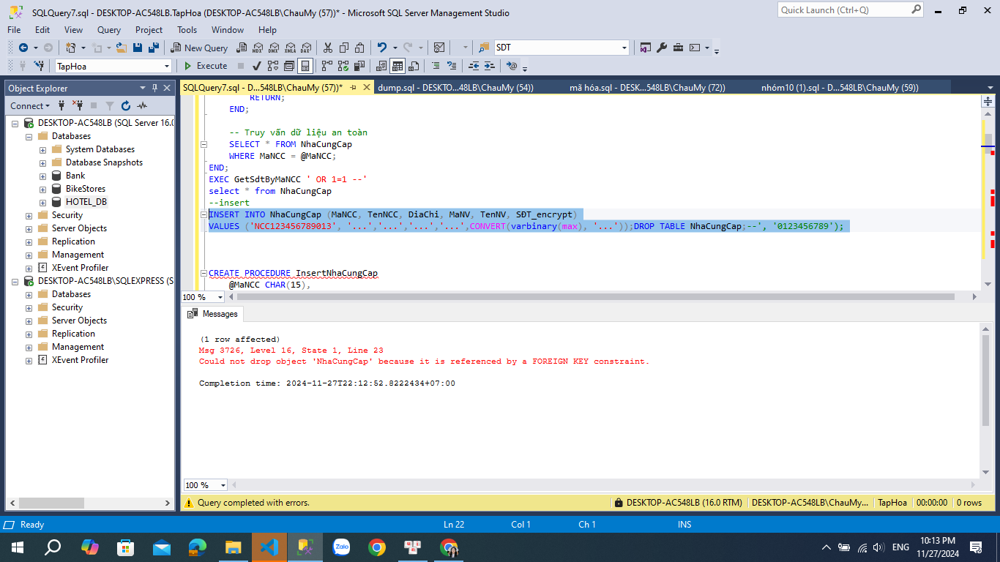 SQLQuery7.sql - DESKTOP-AC548LB.TapHoa (DESKTOP-AC548LB\ChauMy (57))* - Microsoft SQL Server Management Studio
Quick Launch (Ctrl+Q)
File Edit View Query Project Tools Window Help
New Query MDX DMX XMLA DAX SDT
TapHoa Execute
Object Explorer
SQLQuery7.sql - D...548LB\ChauMy (57))* dump.sql - DESKTO...48LB\ChauMy (54)) mã hóa.sql - DESK...548LB\ChauMy (72)) nhóm10 (1).sql - D...548LB\ChauMy (59))
Connect
DESKTOP-AC548LB (SQL Server 16.0
Databases
System Databases
Database Snapshots
Bank
BikeStores
HOTEL_DB
Security
Server Objects
Replication
Management
XEvent Profiler
DESKTOP-AC548LB\SQLEXPRESS (S
Databases
Security
Server Objects
Replication
Management
XEvent Profiler
RETURN;
END;
-- Truy vấn dữ liệu an toàn
SELECT * FROM NhaCungCap
WHERE MaNCC = @MaNCC;
END;
EXEC GetSdtByMaNCC ' OR 1=1 --'
select * from NhaCungCap
--insert
INSERT INTO NhaCungCap (MaNCC, TenNCC, DiaChi, MaNV, TenNV, SĐT_encrypt)
VALUES ('NCC123456789013', '...','...','...','...',CONVERT(varbinary(max), '...'));DROP TABLE NhaCungCap;--', '0123456789');
CREATE PROCEDURE InsertNhaCungCap
@MaNCC CHAR(15),
100 %
Messages
(1 row affected)
Msg 3726, Level 16, State 1, Line 23
Could not drop object 'NhaCungCap' because it is referenced by a FOREIGN KEY constraint.
Completion time: 2024-11-27T22:12:52.8222434+07:00
100 %
Query completed with errors. DESKTOP-AC548LB (16.0 RTM) DESKTOP-AC548LB\ChauMy... TapHoa 00:00:00 0 rows
Ready Ln 22 Col 1 Ch 1 INS
Zalo
ENG
10:13 PM
11/27/2024